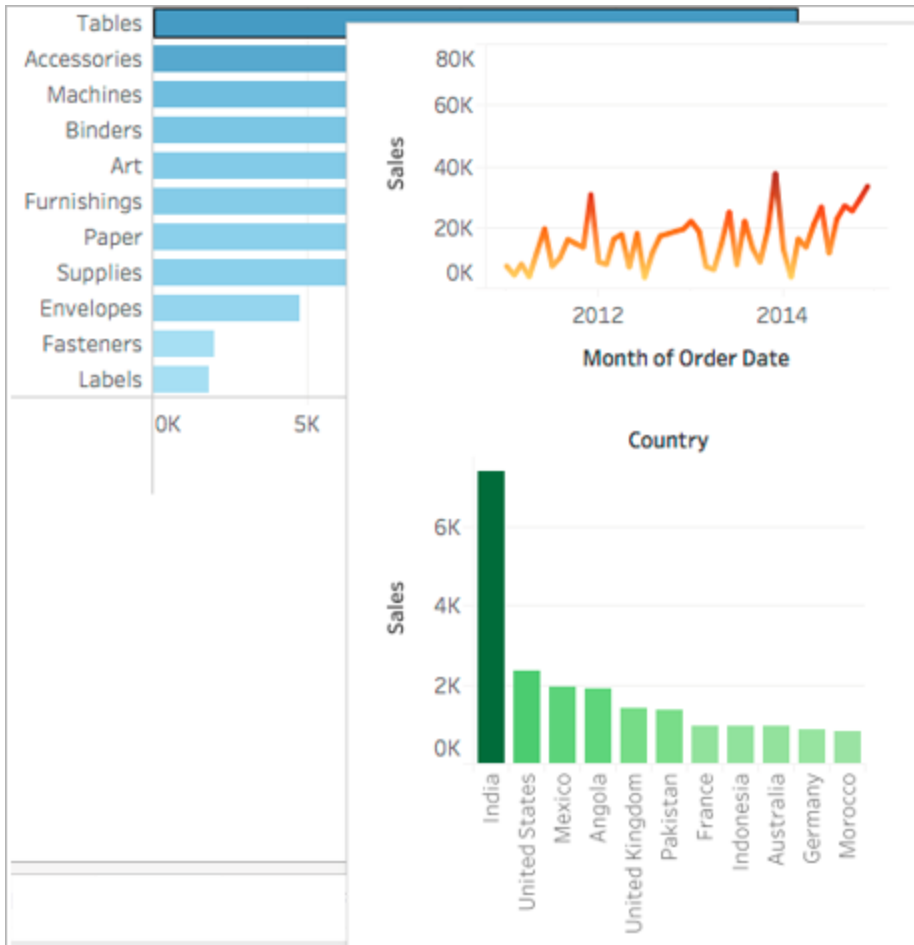 Tables
Accessories
Machines
Binders
Art
Furnishings
Paper
Supplies
Envelopes
Fasteners
Labels
0K
5K
80K
60K
40K
20K
0K
Sales
2012
2014
Month of Order Date
Country
6K
4K
2K
0K
Sales
India
United States
Mexico
Angola
United Kingdom
Pakistan
France
Indonesia
Australia
Germany
Morocco